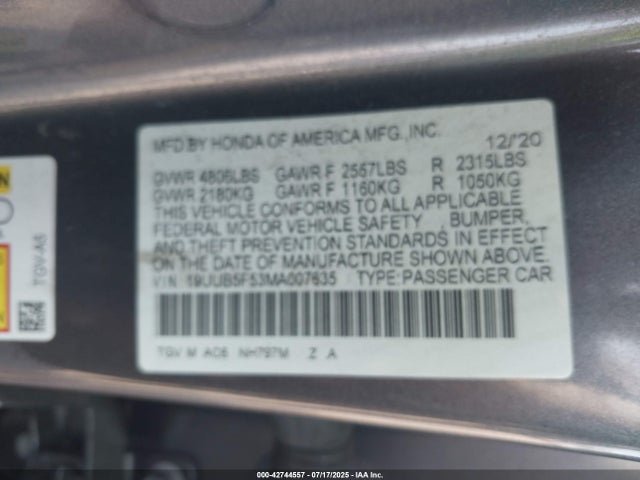 MFD BY HONDA OF AMERICA MFG.,INC. 12/'20
GVWR 4806LBS GAWR F 2557LBS R 2315LBS
GVWR 2180KG GAWR F 1160KG R 1050KG
THIS VEHICLE CONFORMS TO ALL APPLICABLE
FEDERAL MOTOR VEHICLE SAFETY , BUMPER,
AND THEFT PREVENTION STANDARDS IN EFFECT
ON THE DATE OF MANUFACTURE SHOWN ABOVE.
VIN: 19UUB5F53MA007635 TYPE:PASSENGER CAR
TGV M AC6 NH797M Z A
TGV-A6
000-42744557 - 07/17/2025 - IAA Inc.